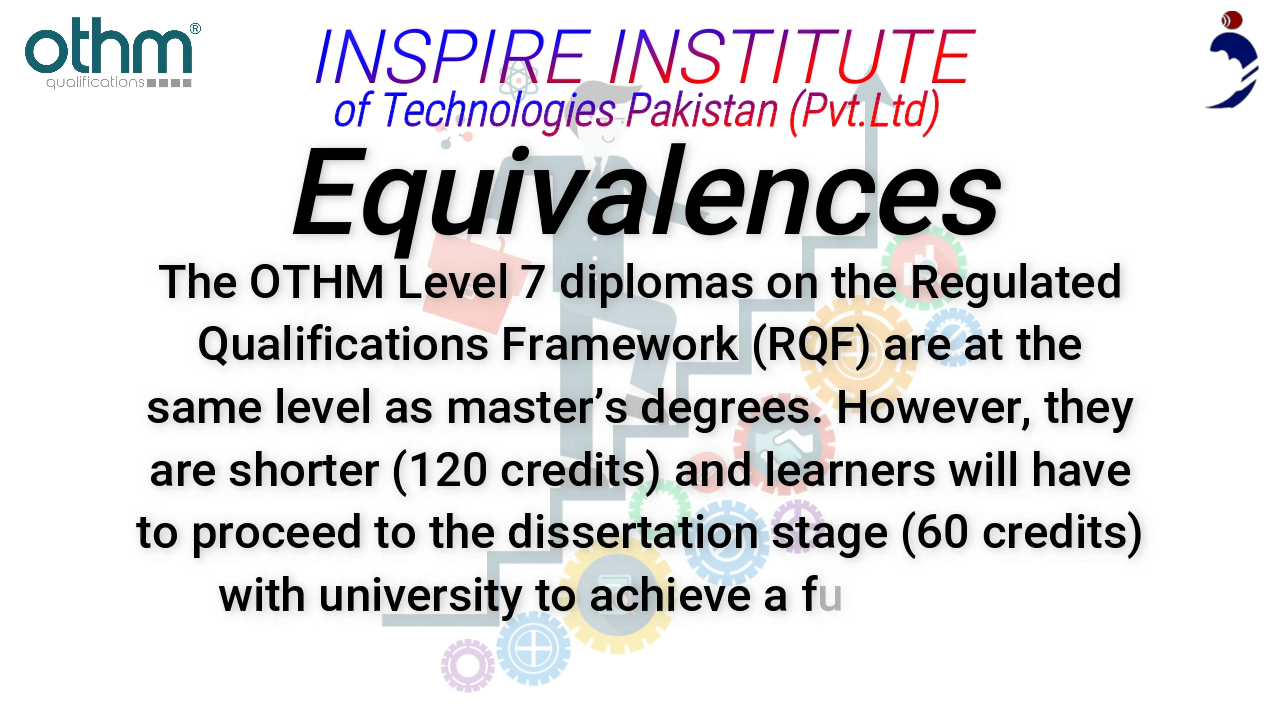 othm®
qualifications
INSPIRE INSTITUTE
of Technologies Pakistan (Pvt.Ltd)
Equivalences
The OTHM Level 7 diplomas on the Regulated
Qualifications Framework (RQF) are at the
same level as master’s degrees. However, they
are shorter (120 credits) and learners will have
to proceed to the dissertation stage (60 credits)
with university to achieve a fu